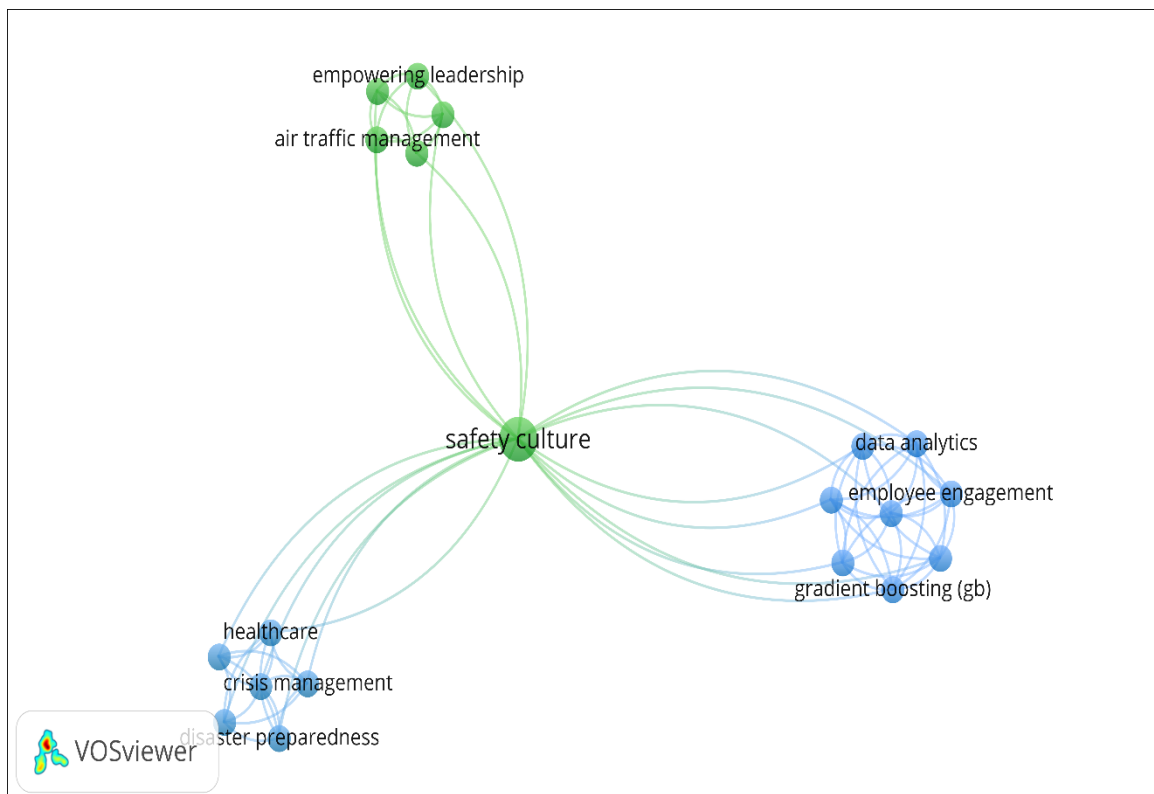 empowering leadership
air traffic management
safety culture
data analytics
employee engagement
gradient boosting (gb)
healthcare
crisis management
disaster preparedness
VOSviewer